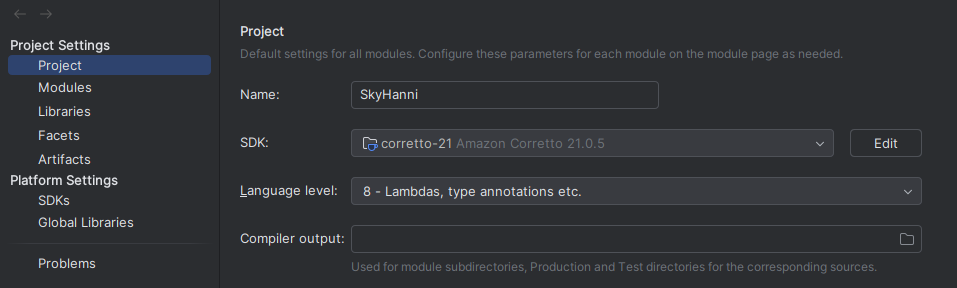 Project Settings
Project
Modules
Libraries
Facets
Artifacts
Platform Settings
SDKs
Global Libraries
Problems
Project
Default settings for all modules. Configure these parameters for each module on the module page as needed.
Name: SkyHanni
SDK: corretto-21 Amazon Corretto 21.0.5 Edit
Language level: 8 - Lambdas, type annotations etc.
Compiler output:
Used for module subdirectories, Production and Test directories for the corresponding sources.